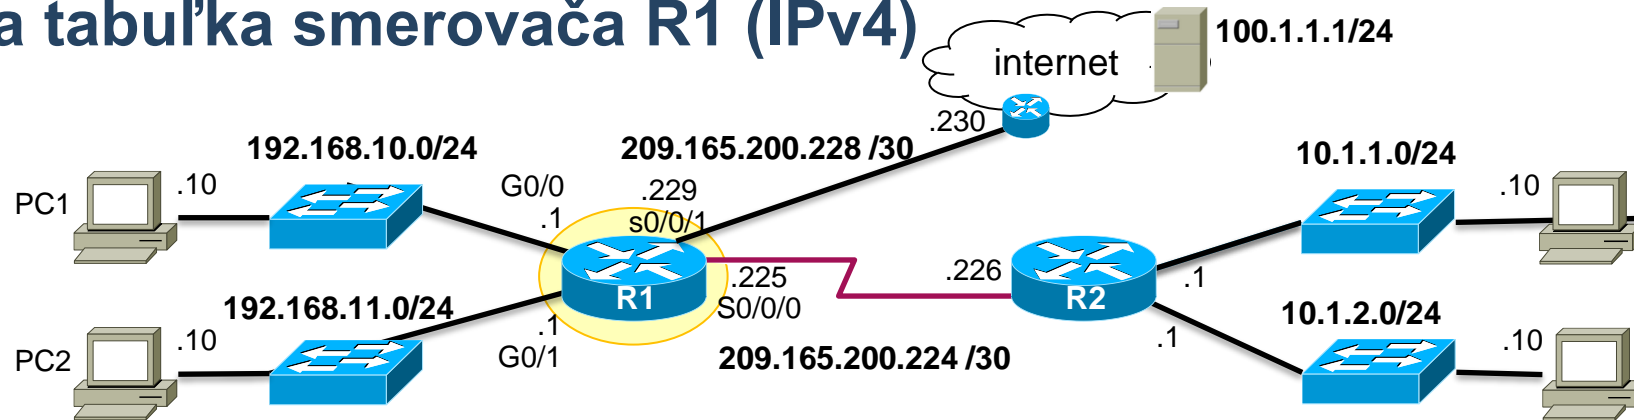 a tabuľka smerovača R1 (IPv4)
internet
100.1.1.1/24
.230
192.168.10.0/24
209.165.200.228 /30
10.1.1.0/24
PC1
.10
G0/0
.1
.229
s0/0/1
.10
R1
.225
S0/0/0
.226
R2
.1
192.168.11.0/24
.1
G0/1
10.1.2.0/24
.1
PC2
.10
209.165.200.224 /30
.10